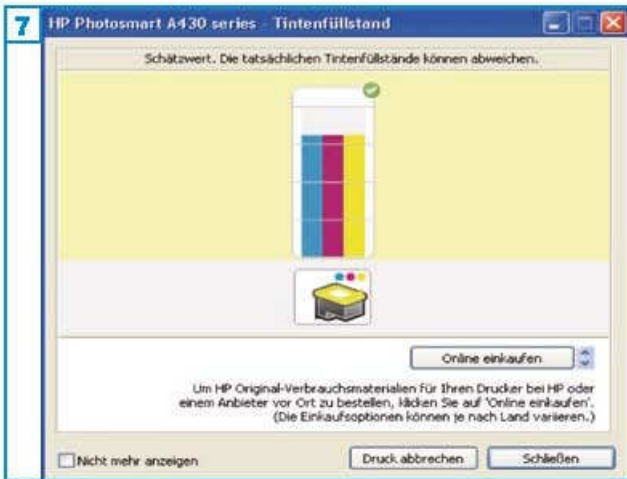 7
HP Photosmart A430 series - Tintenfüllstand
Schätzwert. Die tatsächlichen Tintenfüllstände können abweichen.
Online einkaufen
Um HP Original-Verbrauchsmaterialien für Ihren Drucker bei HP oder
einem Anbieter vor Ort zu bestellen, klicken Sie auf 'Online einkaufen'.
(Die Einkaufsoptionen können je nach Land variieren.)
Nicht mehr anzeigen
Druck abbrechen
Schließen